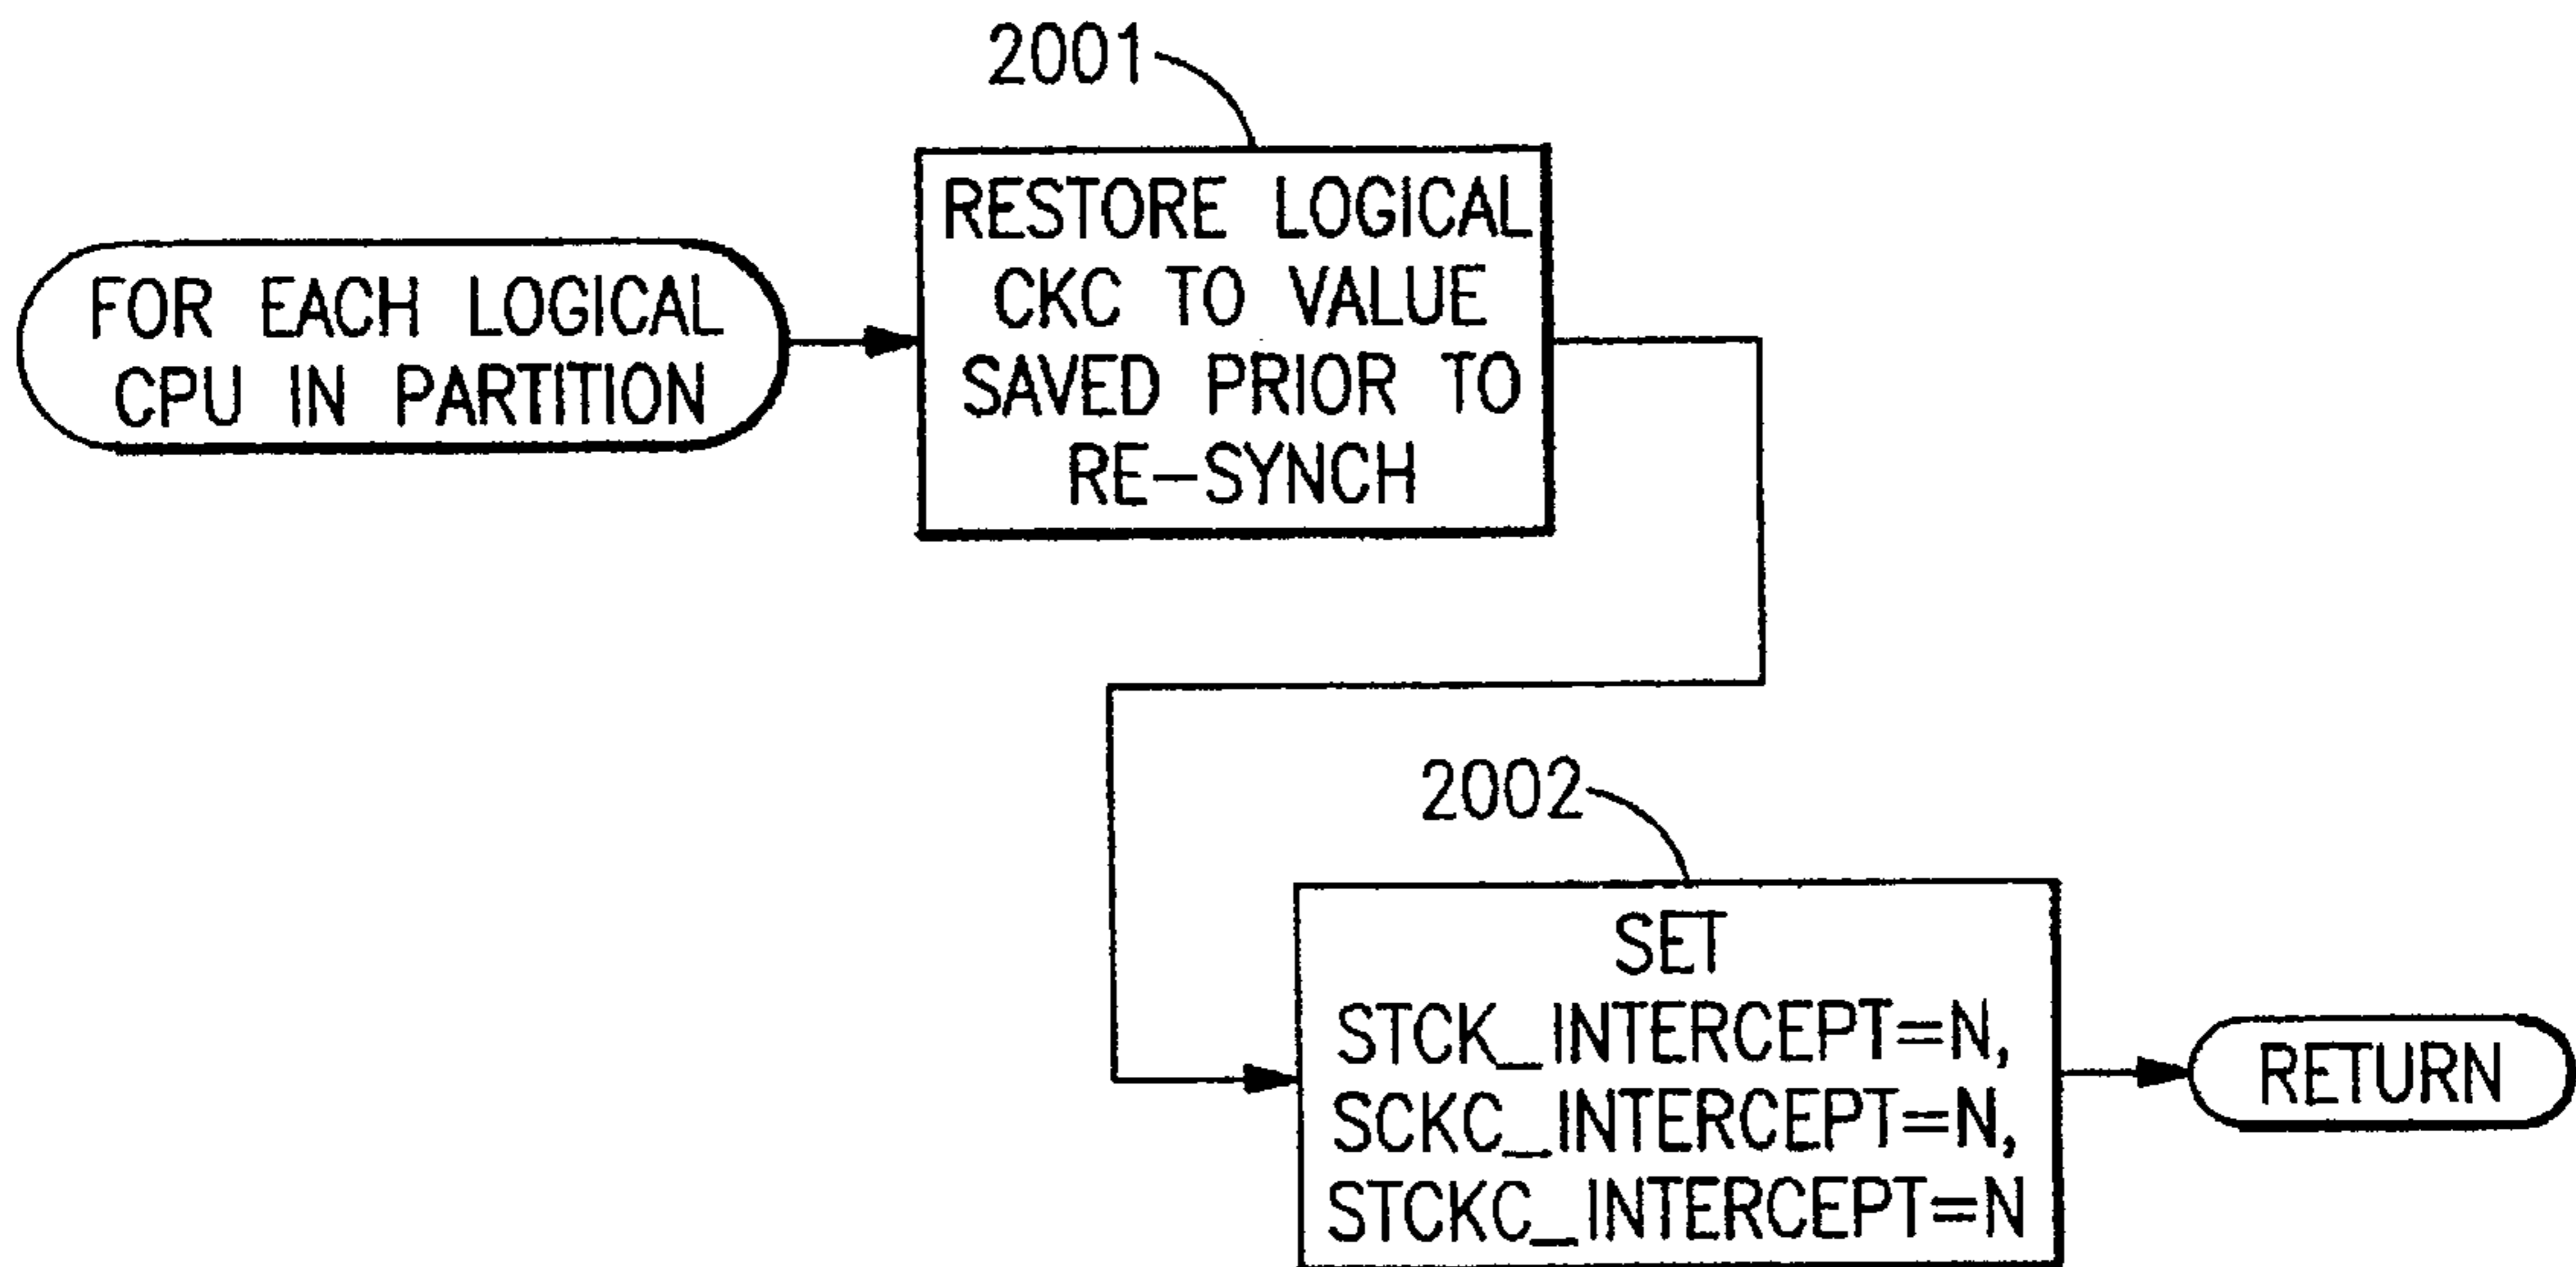 2001
FOR EACH LOGICAL
CPU IN PARTITION
RESTORE LOGICAL
CKC TO VALUE
SAVED PRIOR TO
RE-SYNCH
2002
SET
STCK_INTERCEPT=N,
SCKC_INTERCEPT=N,
STCKC_INTERCEPT=N
RETURN